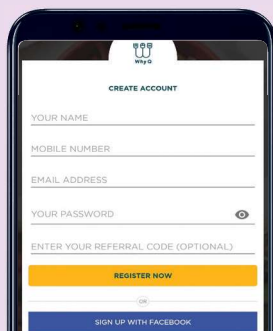 Why Q
CREATE ACCOUNT
YOUR NAME
MOBILE NUMBER
EMAIL ADDRESS
YOUR PASSWORD
ENTER YOUR REFERRAL CODE (OPTIONAL)
REGISTER NOW
OR
SIGN UP WITH FACEBOOK